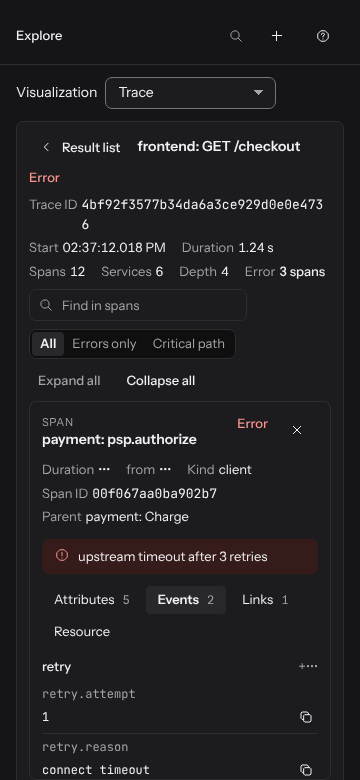 Explore
Visualization Trace
Result list frontend: GET /checkout
Error
Trace ID 4bf92f3577b34da6a3ce929d0e0e473
6
Start 02:37:12.018 PM Duration 1.24 s
Spans 12 Services 6 Depth 4 Error 3 spans
Find in spans
All Errors only Critical path
Expand all Collapse all
SPAN
payment: psp.authorize
Error
Duration ··· from ··· Kind client
Span ID 00f067aa0ba902b7
Parent payment: Charge
upstream timeout after 3 retries
Attributes 5 Events 2 Links 1
Resource
retry +···
retry.attempt
1
retry.reason
connect timeout